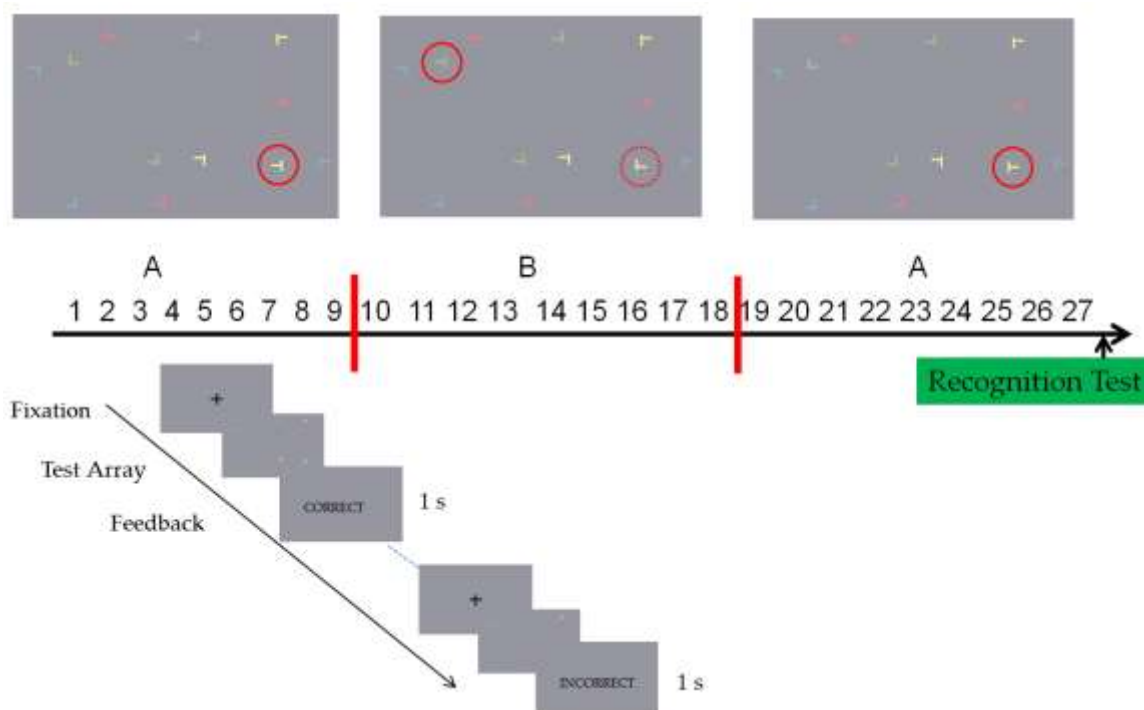 A B A
1 2 3 4 5 6 7 8 9 10 11 12 13 14 15 16 17 18 19 20 21 22 23 24 25 26 27
Recognition Test
Fixation
+
Test Array
CORRECT 1 s
Feedback
+
INCORRECT 1 s